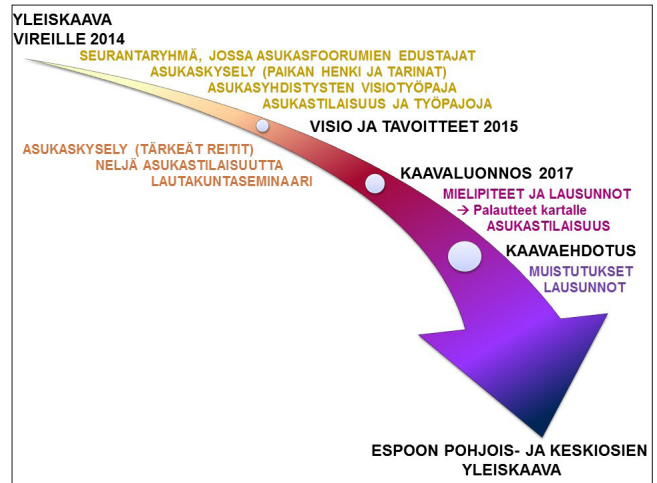 YLEISKAAVA
VIREILLE 2014
SEURANTARYHMÄ, JOSSA ASUKASFOORUMIEN EDUSTAJAT
ASUKASKYSELY (PAIKAN HENKI JA TARINAT)
ASUKASYHDISTYSTEN VISIOTYÖPAJA
ASUKASTILAISUUS JA TYÖPAJOJA
VISIO JA TAVOITTEET 2015
ASUKASKYSELY (TÄRKEÄT REITIT)
NELJÄ ASUKASTILAISUUTTA
LAUTAKUNTASEMINAARI
KAAVALUONNOS 2017
MIELIPITEET JA LAUSUNNOT
→ Palautteet kartalle
ASUKASTILAISUUS
KAAVAEHDOTUS
MUISTUTUKSET
LAUSUNNOT
ESPOON POHJOIS- JA KESKIOSIEN
YLEISKAAVA